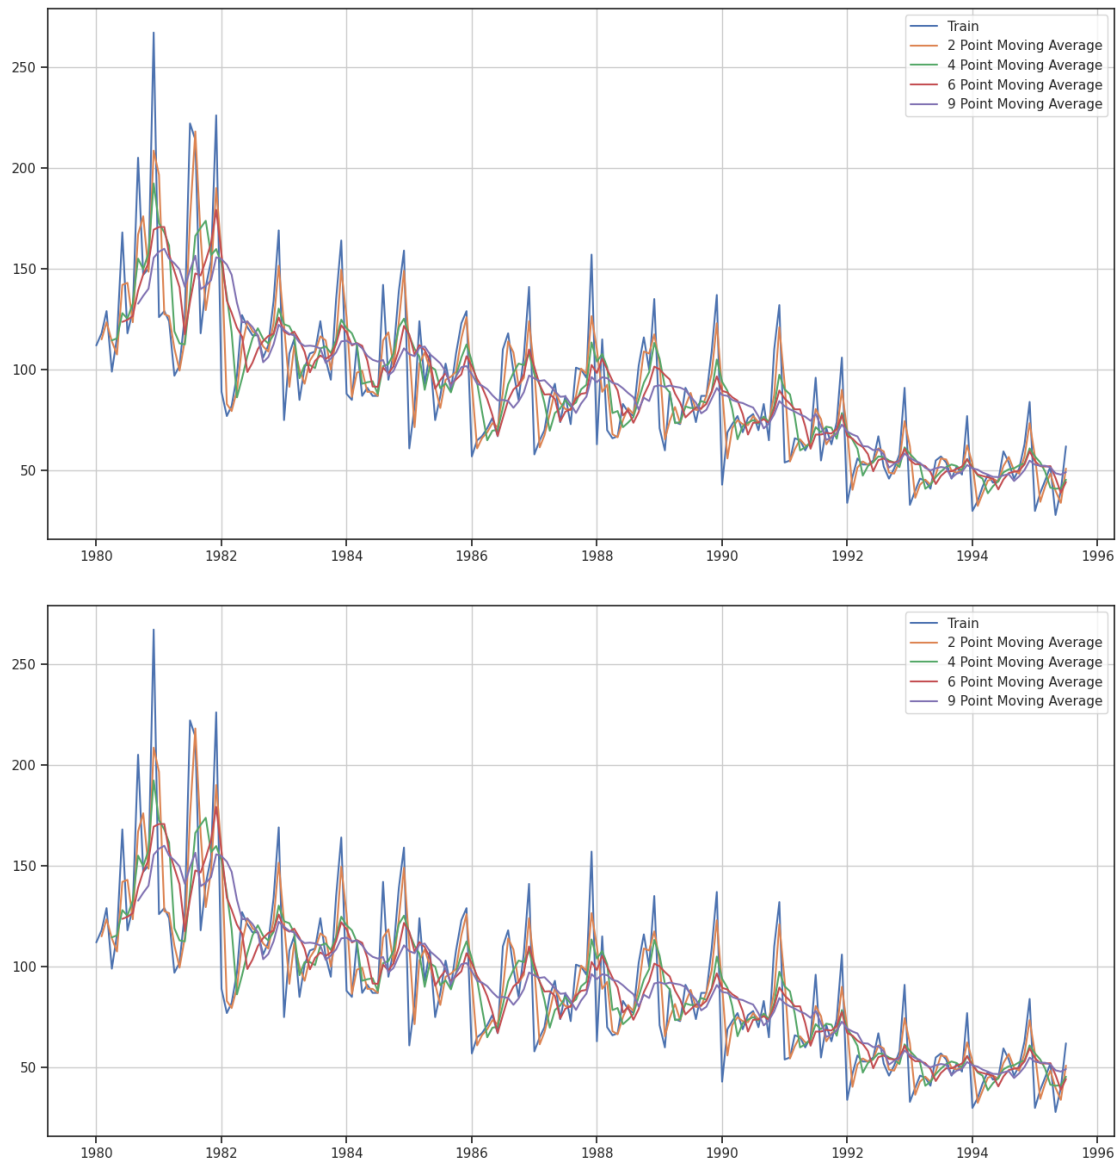 Train
2 Point Moving Average
4 Point Moving Average
6 Point Moving Average
9 Point Moving Average
250
200
150
100
50
1980 1982 1984 1986 1988 1990 1992 1994 1996
Train
2 Point Moving Average
4 Point Moving Average
6 Point Moving Average
9 Point Moving Average
250
200
150
100
50
1980 1982 1984 1986 1988 1990 1992 1994 1996